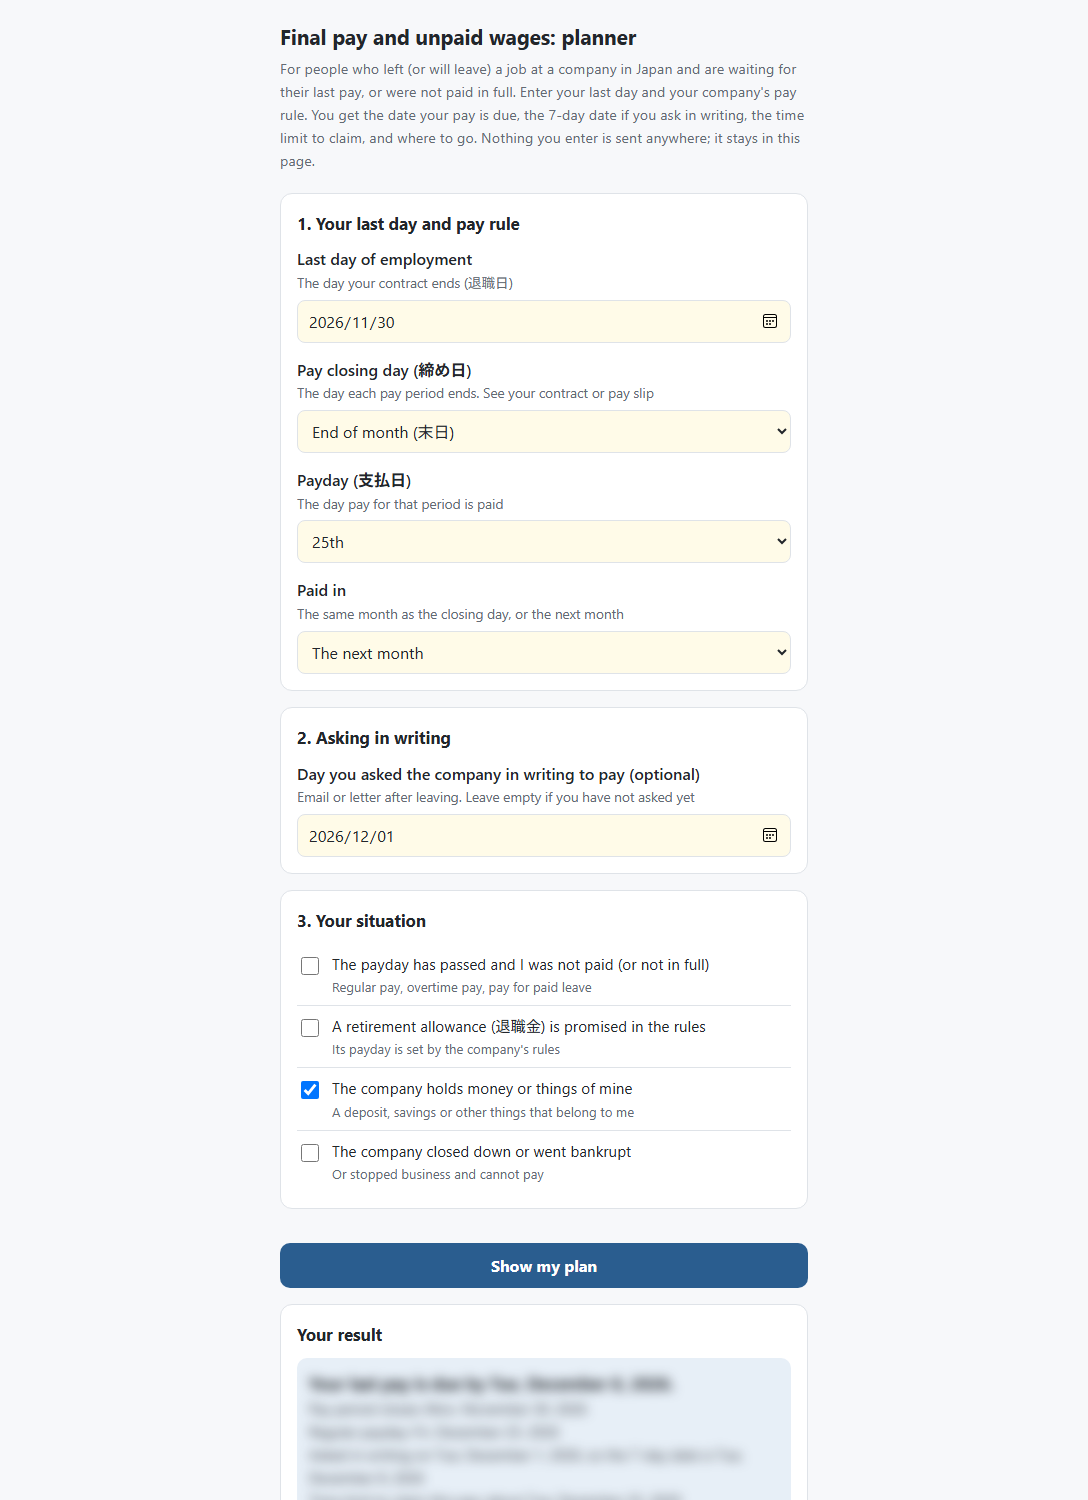 Final pay and unpaid wages: planner
For people who left (or will leave) a job at a company in Japan and are waiting for
their last pay, or were not paid in full. Enter your last day and your company's pay
rule. You get the date your pay is due, the 7-day date if you ask in writing, the time
limit to claim, and where to go. Nothing you enter is sent anywhere; it stays in this
page.
1. Your last day and pay rule
Last day of employment
The day your contract ends (退職日)
2026/11/30
Pay closing day (締め日)
The day each pay period ends. See your contract or pay slip
End of month (末日)
Payday (支払日)
The day pay for that period is paid
25th
Paid in
The same month as the closing day, or the next month
The next month
2. Asking in writing
Day you asked the company in writing to pay (optional)
Email or letter after leaving. Leave empty if you have not asked yet
2026/12/01
3. Your situation
The payday has passed and I was not paid (or not in full)
Regular pay, overtime pay, pay for paid leave
A retirement allowance (退職金) is promised in the rules
Its payday is set by the company's rules
The company holds money or things of mine
A deposit, savings or other things that belong to me
The company closed down or went bankrupt
Or stopped business and cannot pay
Show my plan
Your result